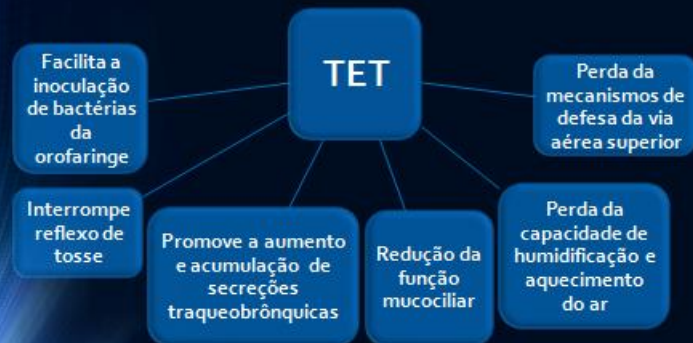 TET
Facilita a
inoculação
de bactérias
da
orofaringe
Perda da
mecanismos de
defesa da via
aérea superior
Interrompe
reflexo de
tosse
Promove a aumento
e acumulação de
secreções
traqueobrônquicas
Redução da
função
mucociliar
Perda da
capacidade de
humidificação e
aquecimento
do ar